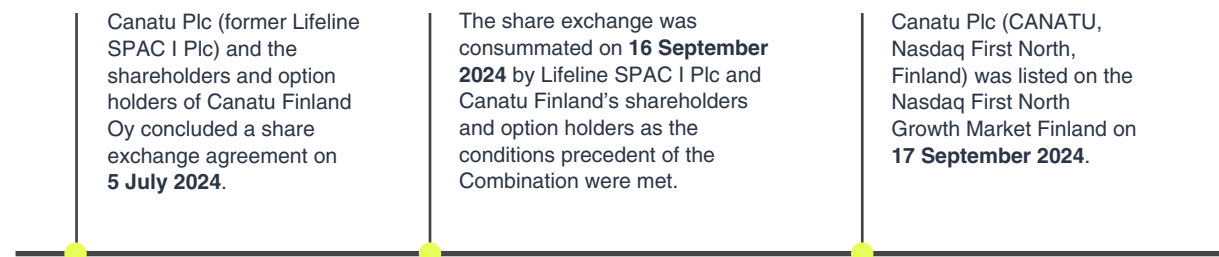 Canatu Plc (former Lifeline
SPAC I Plc) and the
shareholders and option
holders of Canatu Finland
Oy concluded a share
exchange agreement on
5 July 2024.
The share exchange was
consummated on 16 September
2024 by Lifeline SPAC I Plc and
Canatu Finland’s shareholders
and option holders as the
conditions precedent of the
Combination were met.
Canatu Plc (CANATU,
Nasdaq First North,
Finland) was listed on the
Nasdaq First North
Growth Market Finland on
17 September 2024.